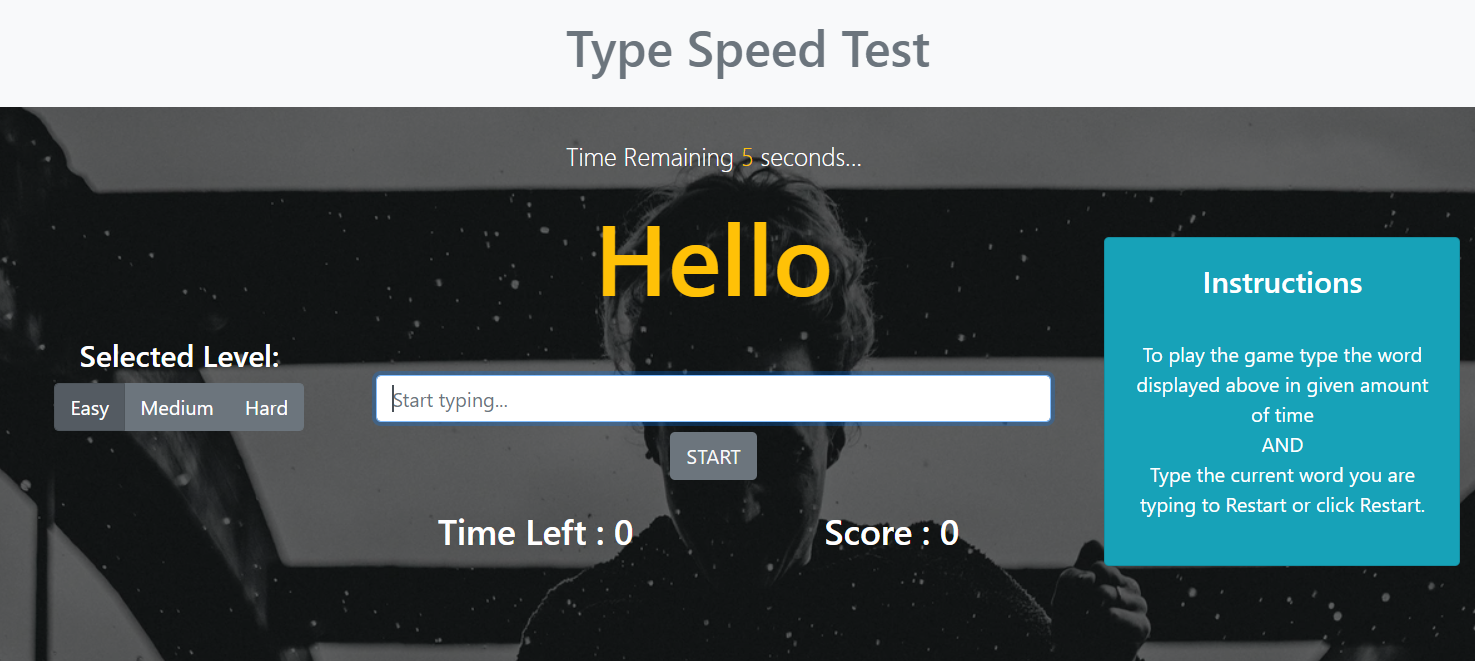 Type Speed Test
Time Remaining 5 seconds...
Hello
Selected Level:
Easy Medium Hard
Start typing...
START
Time Left : 0
Score : 0
Instructions
To play the game type the word
displayed above in given amount
of time
AND
Type the current word you are
typing to Restart or click Restart.